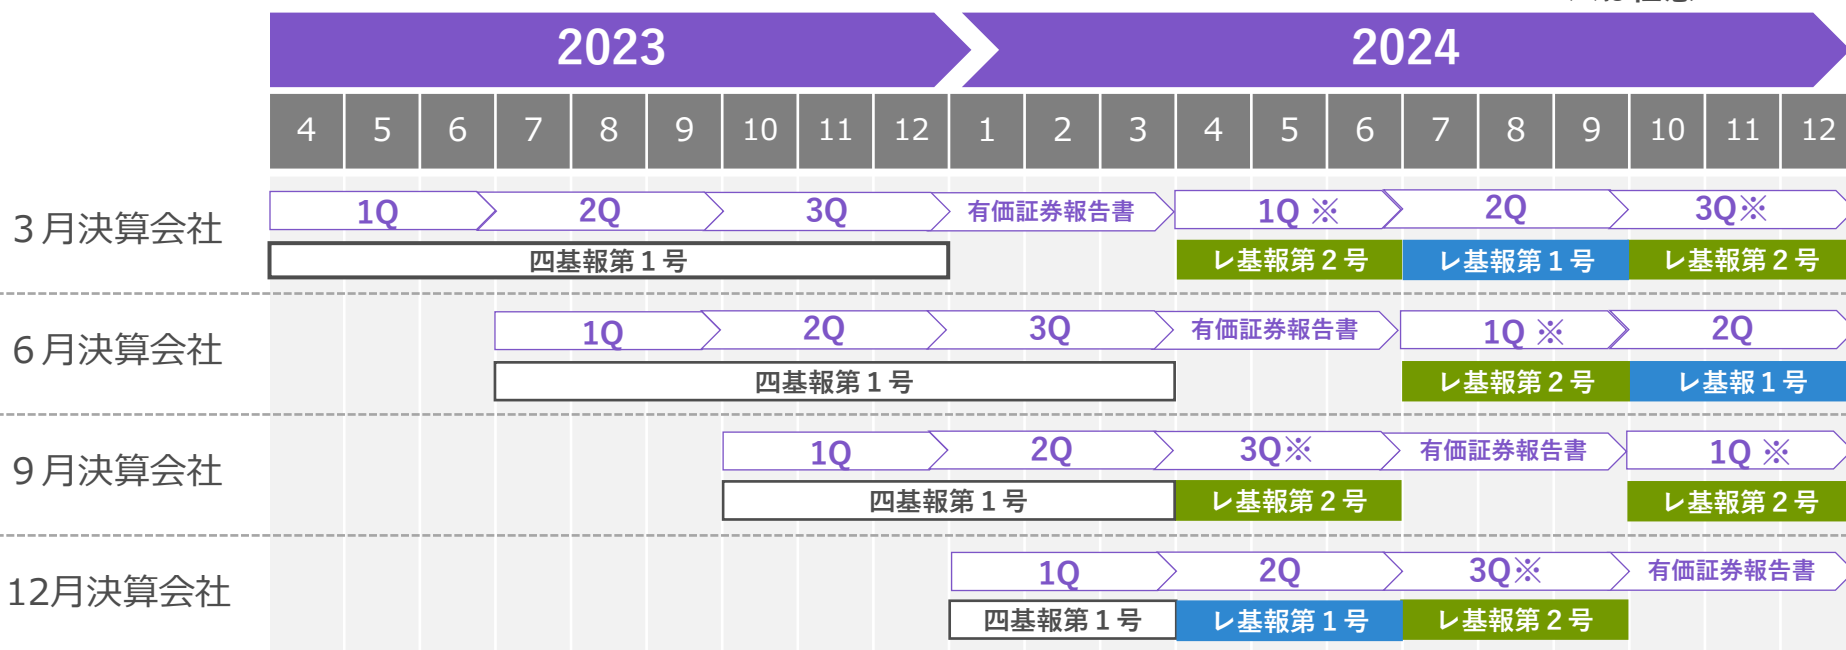 2023 2024
4 5 6 7 8 9 10 11 12 1 2 3 4 5 6 7 8 9 10 11 12
3月決算会社
1Q 2Q 3Q 有価証券報告書 1Q ※ 2Q 3Q※
四基報第1号 レ基報第2号 レ基報第1号 レ基報第2号
6月決算会社
1Q 2Q 3Q 有価証券報告書 1Q ※ 2Q
四基報第1号 レ基報第2号 レ基報1号
9月決算会社
1Q 2Q 3Q※ 有価証券報告書 1Q ※
四基報第1号 レ基報第2号 レ基報第2号
12月決算会社
1Q 2Q 3Q※ 有価証券報告書
四基報第1号 レ基報第1号 レ基報第2号